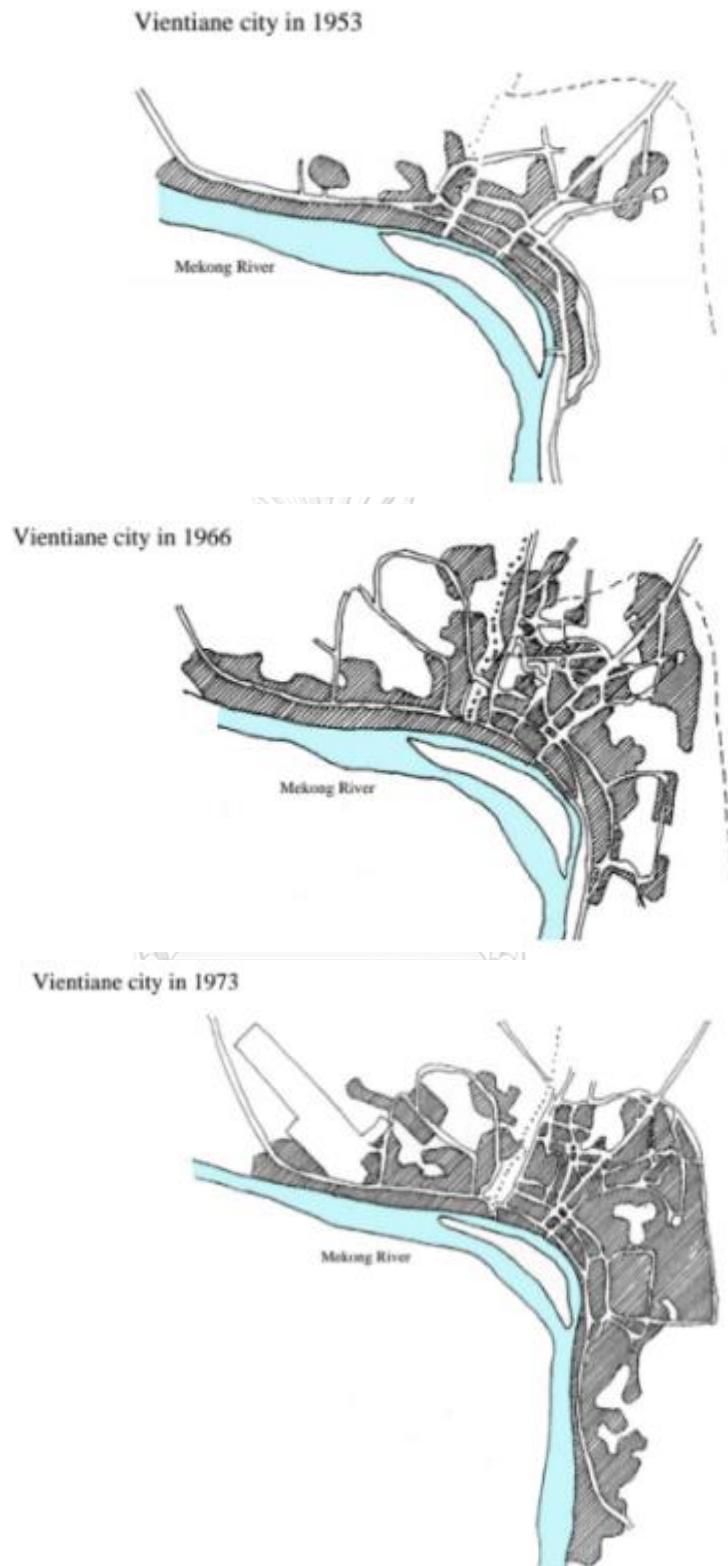 Vientiane city in 1953
Mekong River
Vientiane city in 1966
Mekong River
Vientiane city in 1973
Mekong River